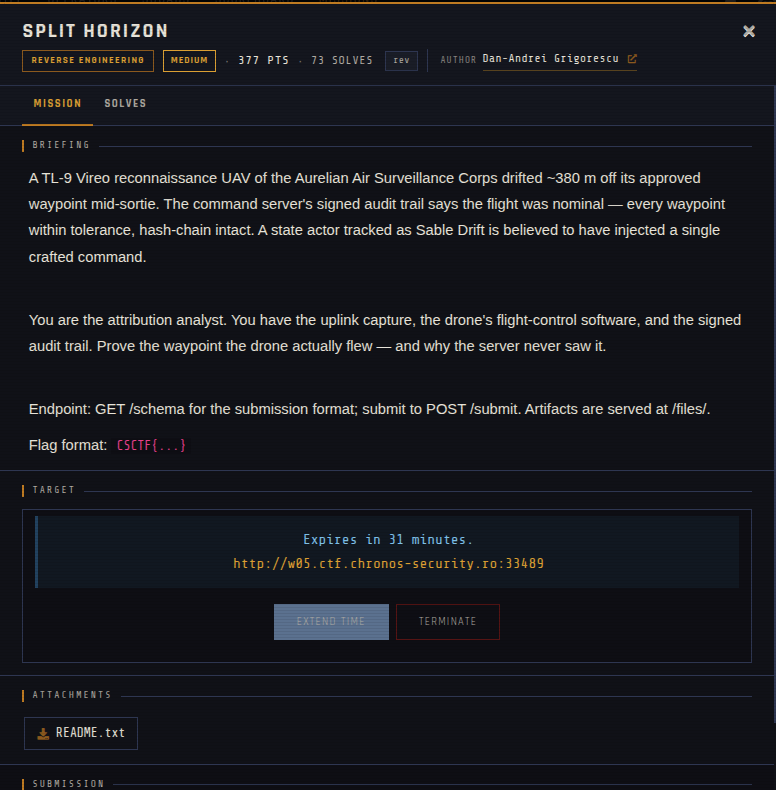 SPLIT HORIZON
REVERSE ENGINEERING MEDIUM · 377 PTS · 73 SOLVES rev AUTHOR Dan-Andrei Grigorescu
MISSION SOLVES
BRIEFING
A TL-9 Vireo reconnaissance UAV of the Aurelian Air Surveillance Corps drifted ~380 m off its approved
waypoint mid-sortie. The command server's signed audit trail says the flight was nominal — every waypoint
within tolerance, hash-chain intact. A state actor tracked as Sable Drift is believed to have injected a single
crafted command.
You are the attribution analyst. You have the uplink capture, the drone's flight-control software, and the signed
audit trail. Prove the waypoint the drone actually flew — and why the server never saw it.
Endpoint: GET /schema for the submission format; submit to POST /submit. Artifacts are served at /files/.
Flag format: CSCTF{...}
TARGET
Expires in 31 minutes.
http://w05.ctf.chronos-security.ro:33489
EXTEND TIME TERMINATE
ATTACHMENTS
README.txt
SUBMISSION